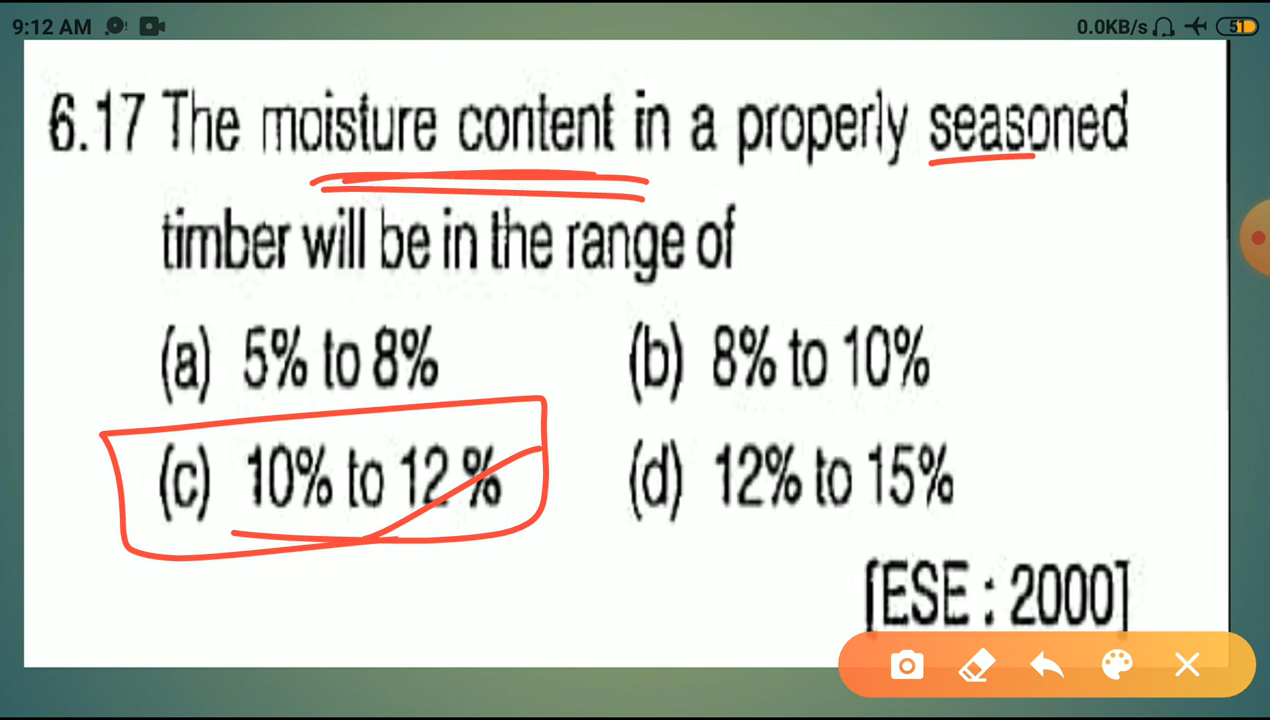 9:12 AM
0.0KB/s
51
6.17 The moisture content in a properly seasoned
timber will be in the range of
(a) 5% to 8%
(b) 8% to 10%
(c) 10% to 12 %
(d) 12% to 15%
[ESE : 2000]